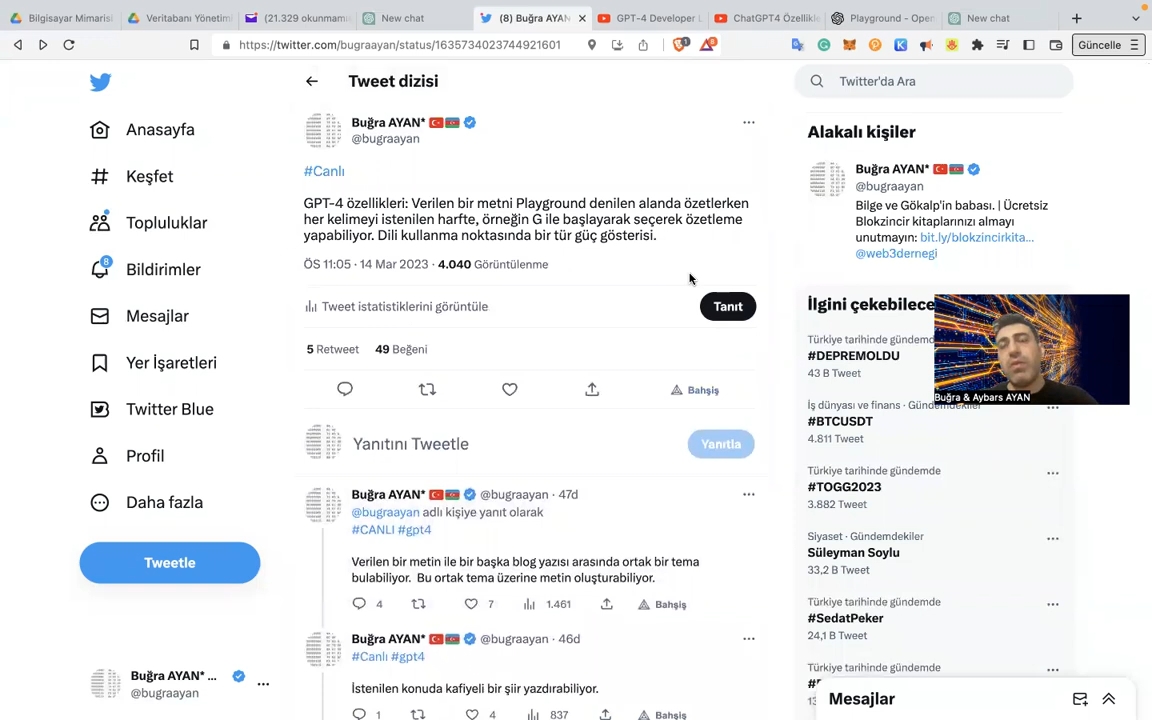 Bilgisayar Mimarisi
Veritabanı Yönetimi
(21.329 okunmamı
New chat
(8) Buğra AYAN*
GPT-4 Developer L
ChatGPT4 Özellikle
Playground - Open
New chat
https://twitter.com/bugraayan/status/1635734023744921601
Güncelle
Anasayfa
Keşfet
Topluluklar
8
Bildirimler
Mesajlar
Yer İşaretleri
Twitter Blue
Profil
Daha fazla
Tweetle
Buğra AYAN* ...
@bugraayan
Tweet dizisi
Buğra AYAN*
@bugraayan
#Canlı
GPT-4 özellikleri: Verilen bir metni Playground denilen alanda özetlerken
her kelimeyi istenilen harfte, örneğin G ile başlayarak seçerek özetleme
yapabiliyor. Dili kullanma noktasında bir tür güç gösterisi.
ÖS 11:05 · 14 Mar 2023 · 4.040 Görüntülenme
Tweet istatistiklerini görüntüle
Tanıt
5 Retweet 49 Beğeni
Bahşiş
Yanıtını Tweetle
Yanıtla
Buğra AYAN* @bugraayan · 47d
@bugraayan adlı kişiye yanıt olarak
#CANLI #gpt4
Verilen bir metin ile bir başka blog yazısı arasında ortak bir tema
bulabiliyor. Bu ortak tema üzerine metin oluşturabiliyor.
4 7 1.461 Bahşiş
Buğra AYAN* @bugraayan · 46d
#Canlı #gpt4
İstenilen konuda kafiyeli bir şiir yazdırabiliyor.
1 4 837 Bahşiş
Twitter'da Ara
Alakalı kişiler
Buğra AYAN*
@bugraayan
Bilge ve Gökalp'in babası. | Ücretsiz
Blokzincir kitaplarınızı almayı
unutmayın: bit.ly/blokzincirkita...
@web3dernegi
İlgini çekebilece
Türkiye tarihinde gündemde
#DEPREMOLDU
43 B Tweet
Buğra & Aybars AYAN
İş dünyası ve finans · Gündemdekiler
#BTCUSDT
4.811 Tweet
Türkiye tarihinde gündemde
#TOGG2023
3.882 Tweet
Siyaset · Gündemdekiler
Süleyman Soylu
33,2 B Tweet
Türkiye tarihinde gündemde
#SedatPeker
24,1 B Tweet
Türkiye tarihinde gündemde
Mesajlar